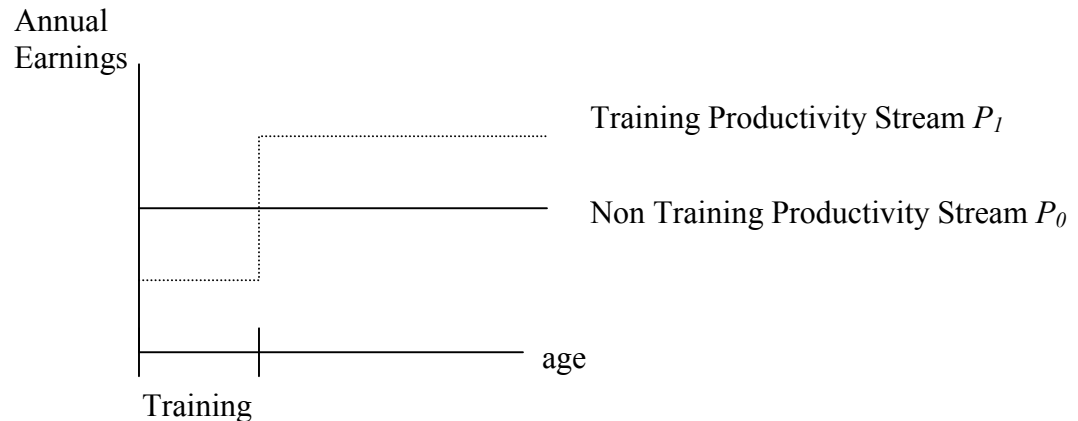 Annual
Earnings
Training Productivity Stream P₁
Non Training Productivity Stream P₀
age
Training